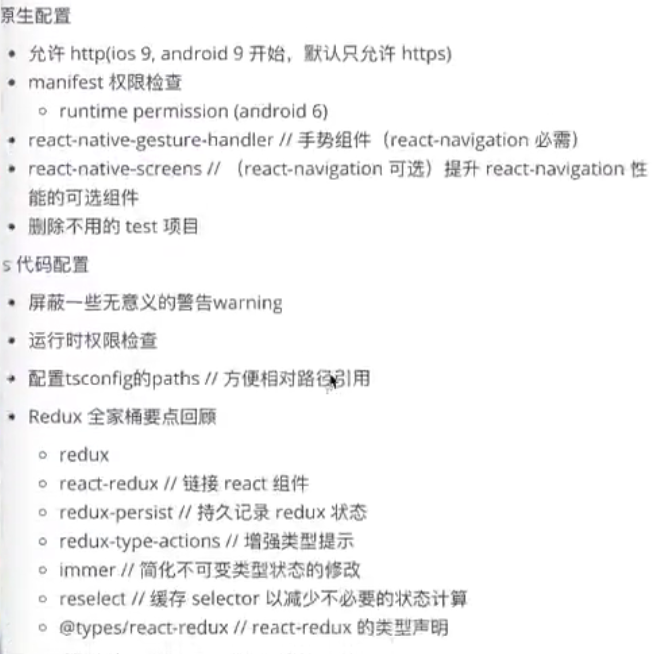 原生配置
允许 http(ios 9, android 9 开始，默认只允许 https)
manifest 权限检查
runtime permission (android 6)
react-native-gesture-handler // 手势组件（react-navigation 必需）
react-native-screens // （react-navigation 可选）提升 react-navigation 性
能的可选组件
删除不用的 test 项目
s 代码配置
屏蔽一些无意义的警告warning
运行时权限检查
配置tsconfig的paths // 方便相对路径引用
Redux 全家桶要点回顾
redux
react-redux // 链接 react 组件
redux-persist // 持久记录 redux 状态
redux-type-actions // 增强类型提示
immer // 简化不可变类型状态的修改
reselect // 缓存 selector 以减少不必要的状态计算
@types/react-redux // react-redux 的类型声明